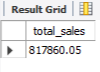 Result Grid
total_sales
817860.05